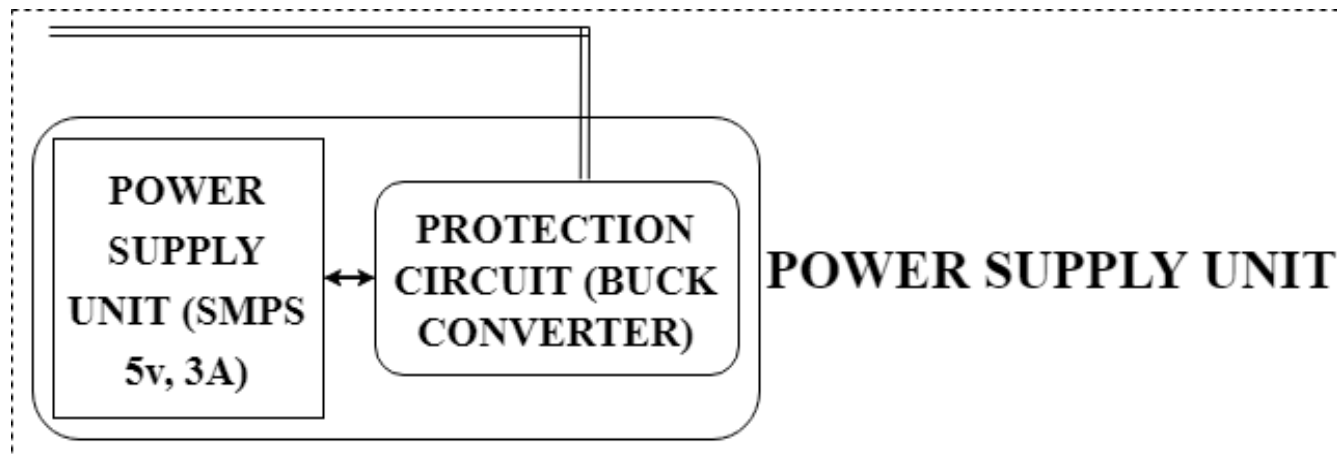 POWER
SUPPLY
UNIT (SMPS
5v, 3A)
PROTECTION
CIRCUIT (BUCK
CONVERTER)
POWER SUPPLY UNIT